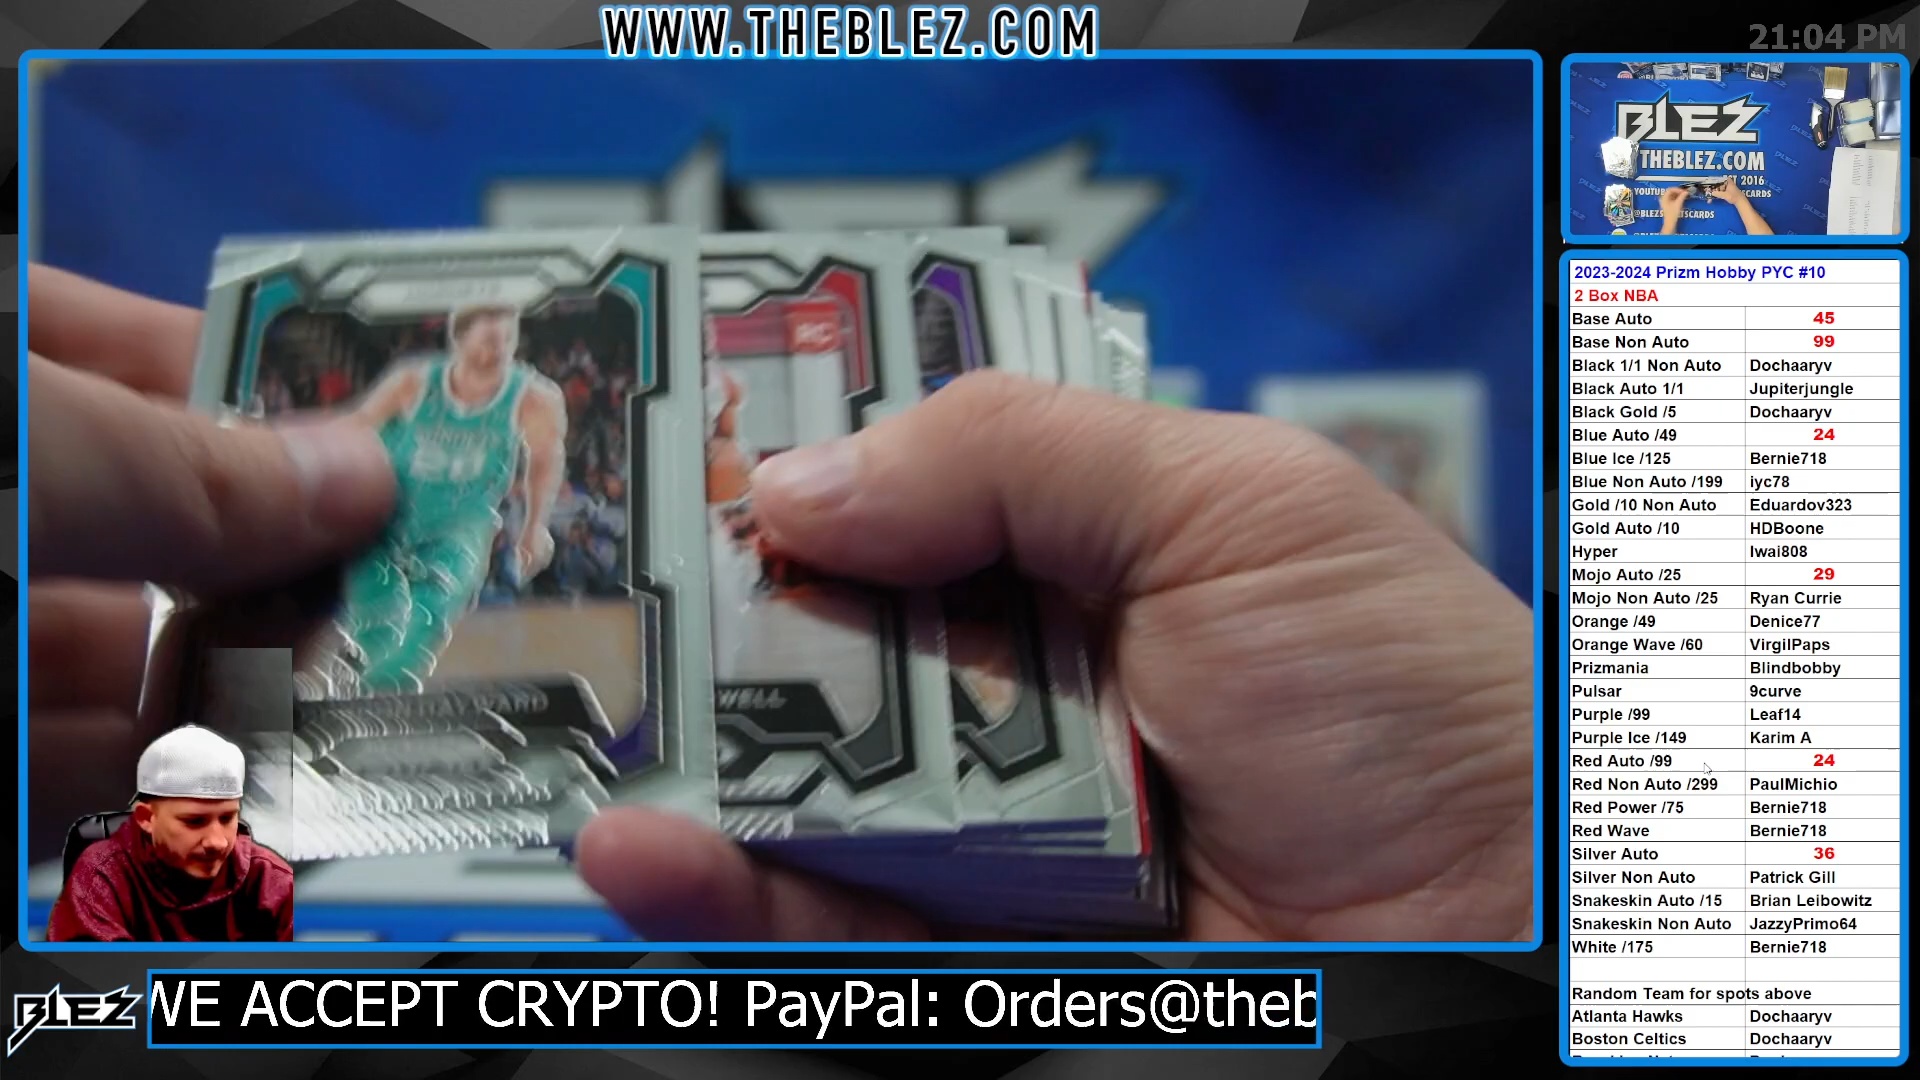 WWW.THEBLEZ.COM
21:04 PM
BLEZ
THEBLEZ.COM
2016
RC
20
HAYWARD
WELL
2023-2024 Prizm Hobby PYC #10
2 Box NBA
Base Auto 45
Base Non Auto 99
Black 1/1 Non Auto Dochaaryv
Black Auto 1/1 Jupiterjungle
Black Gold /5 Dochaaryv
Blue Auto /49 24
Blue Ice /125 Bernie718
Blue Non Auto /199 iyc78
Gold /10 Non Auto Eduardov323
Gold Auto /10 HDBoone
Hyper Iwai808
Mojo Auto /25 29
Mojo Non Auto /25 Ryan Currie
Orange /49 Denice77
Orange Wave /60 VirgilPaps
Prizmania Blindbobby
Pulsar 9curve
Purple /99 Leaf14
Purple Ice /149 Karim A
Red Auto /99 24
Red Non Auto /299 PaulMichio
Red Power /75 Bernie718
Red Wave Bernie718
Silver Auto 36
Silver Non Auto Patrick Gill
Snakeskin Auto /15 Brian Leibowitz
Snakeskin Non Auto JazzyPrimo64
White /175 Bernie718
Random Team for spots above
Atlanta Hawks Dochaaryv
Boston Celtics Dochaaryv
BLEZ
WE ACCEPT CRYPTO! PayPal: Orders@theb